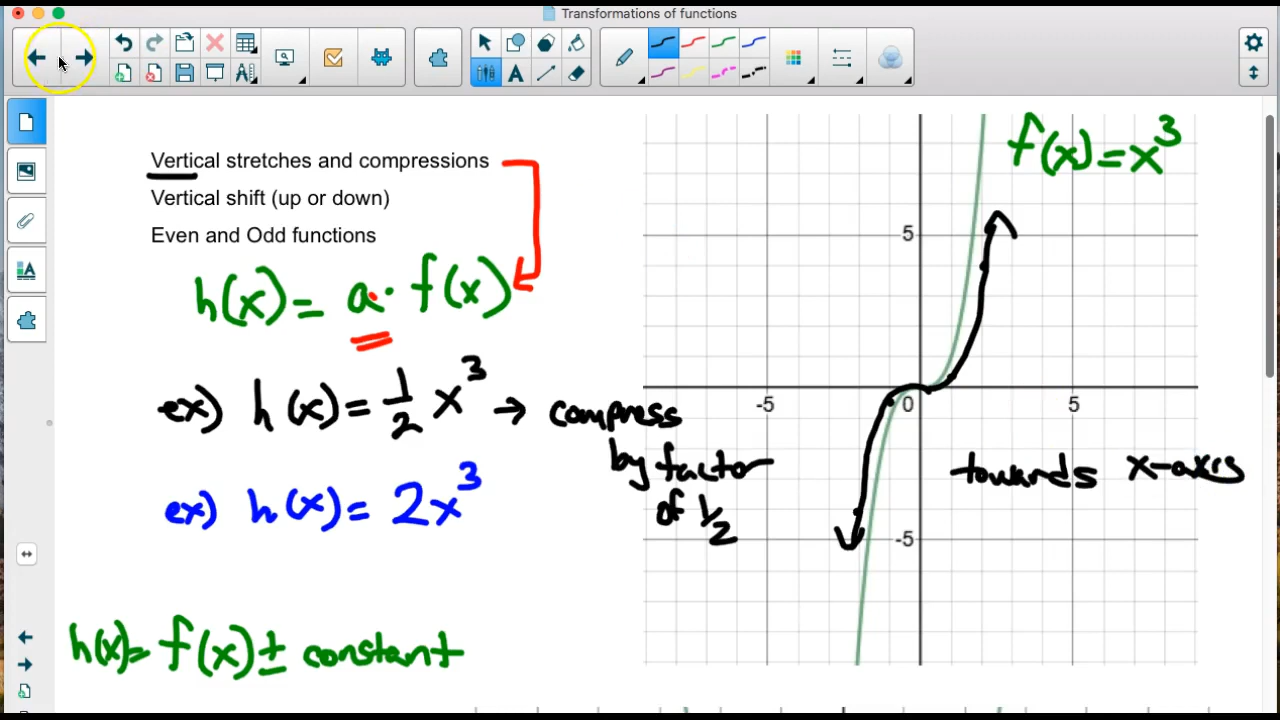 Transformations of functions
Vertical stretches and compressions
Vertical shift (up or down)
Even and Odd functions
h(x) = a · f(x)
ex) h(x) = 1/2 x³ → compress
by factor
of 1/2
ex) h(x) = 2x³
h(x) = f(x) ± constant
f(x) = x³
5
-5 0 5
towards x-axis
-5